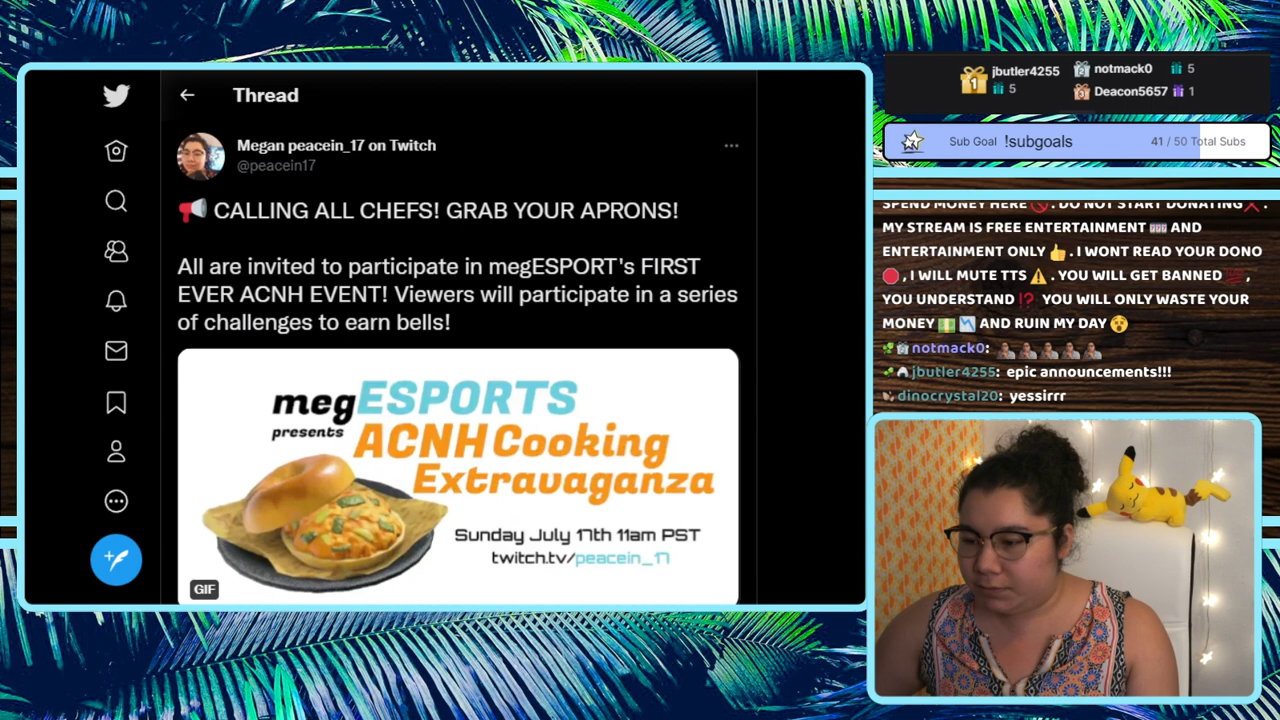 Thread
Megan peacein_17 on Twitch
@peacein17
CALLING ALL CHEFS! GRAB YOUR APRONS!
All are invited to participate in megESPORT's FIRST
EVER ACNH EVENT! Viewers will participate in a series
of challenges to earn bells!
megESPORTS
presents ACNH Cooking
Extravaganza
Sunday July 17th 11am PST
twitch.tv/peacein_17
GIF
1 jbutler4255
5
notmack0 5
Deacon5657 1
Sub Goal !subgoals 41 / 50 Total Subs
SPEND MONEY HERE 🚫. DO NOT START DONATING❌.
MY STREAM IS FREE ENTERTAINMENT AND
ENTERTAINMENT ONLY 👍. I WONT READ YOUR DONO
🛑, I WILL MUTE TTS ⚠️. YOU WILL GET BANNED 💯,
YOU UNDERSTAND ⁉️ YOU WILL ONLY WASTE YOUR
MONEY 💵📉 AND RUIN MY DAY 😲
notmack0:
jbutler4255: epic announcements!!!
dinocrystal20: yessirrr